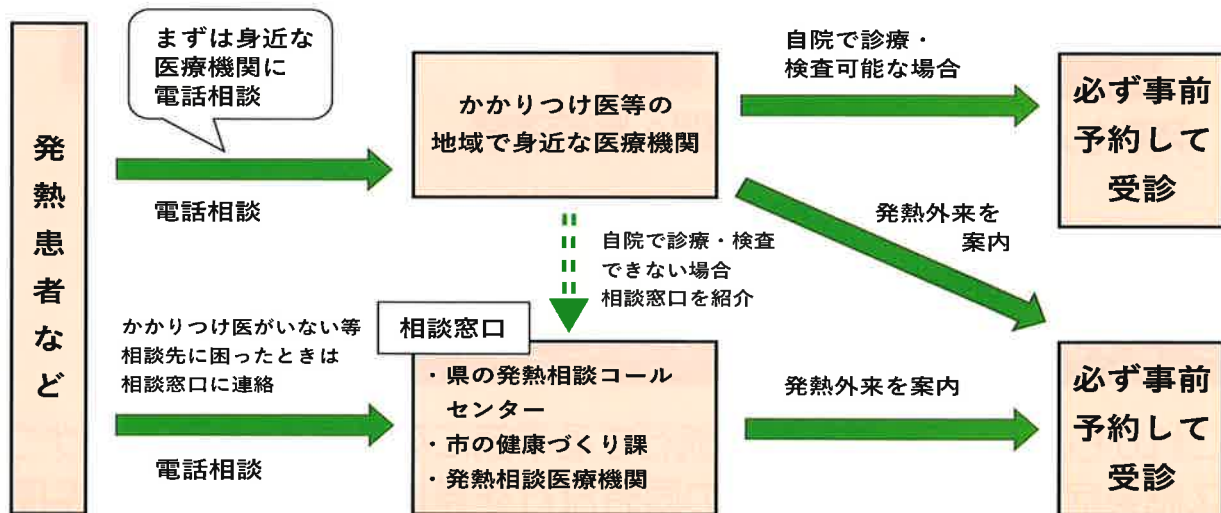 発熱患者など
まずは身近な
医療機関に
電話相談
電話相談
かかりつけ医等の
地域で身近な医療機関
自院で診療・
検査可能な場合
必ず事前
予約して
受診
発熱外来を
案内
自院で診療・検査
できない場合
相談窓口を紹介
かかりつけ医がいない等
相談先に困ったときは
相談窓口に連絡
電話相談
相談窓口
・県の発熱相談コール
センター
・市の健康づくり課
・発熱相談医療機関
発熱外来を案内
必ず事前
予約して
受診